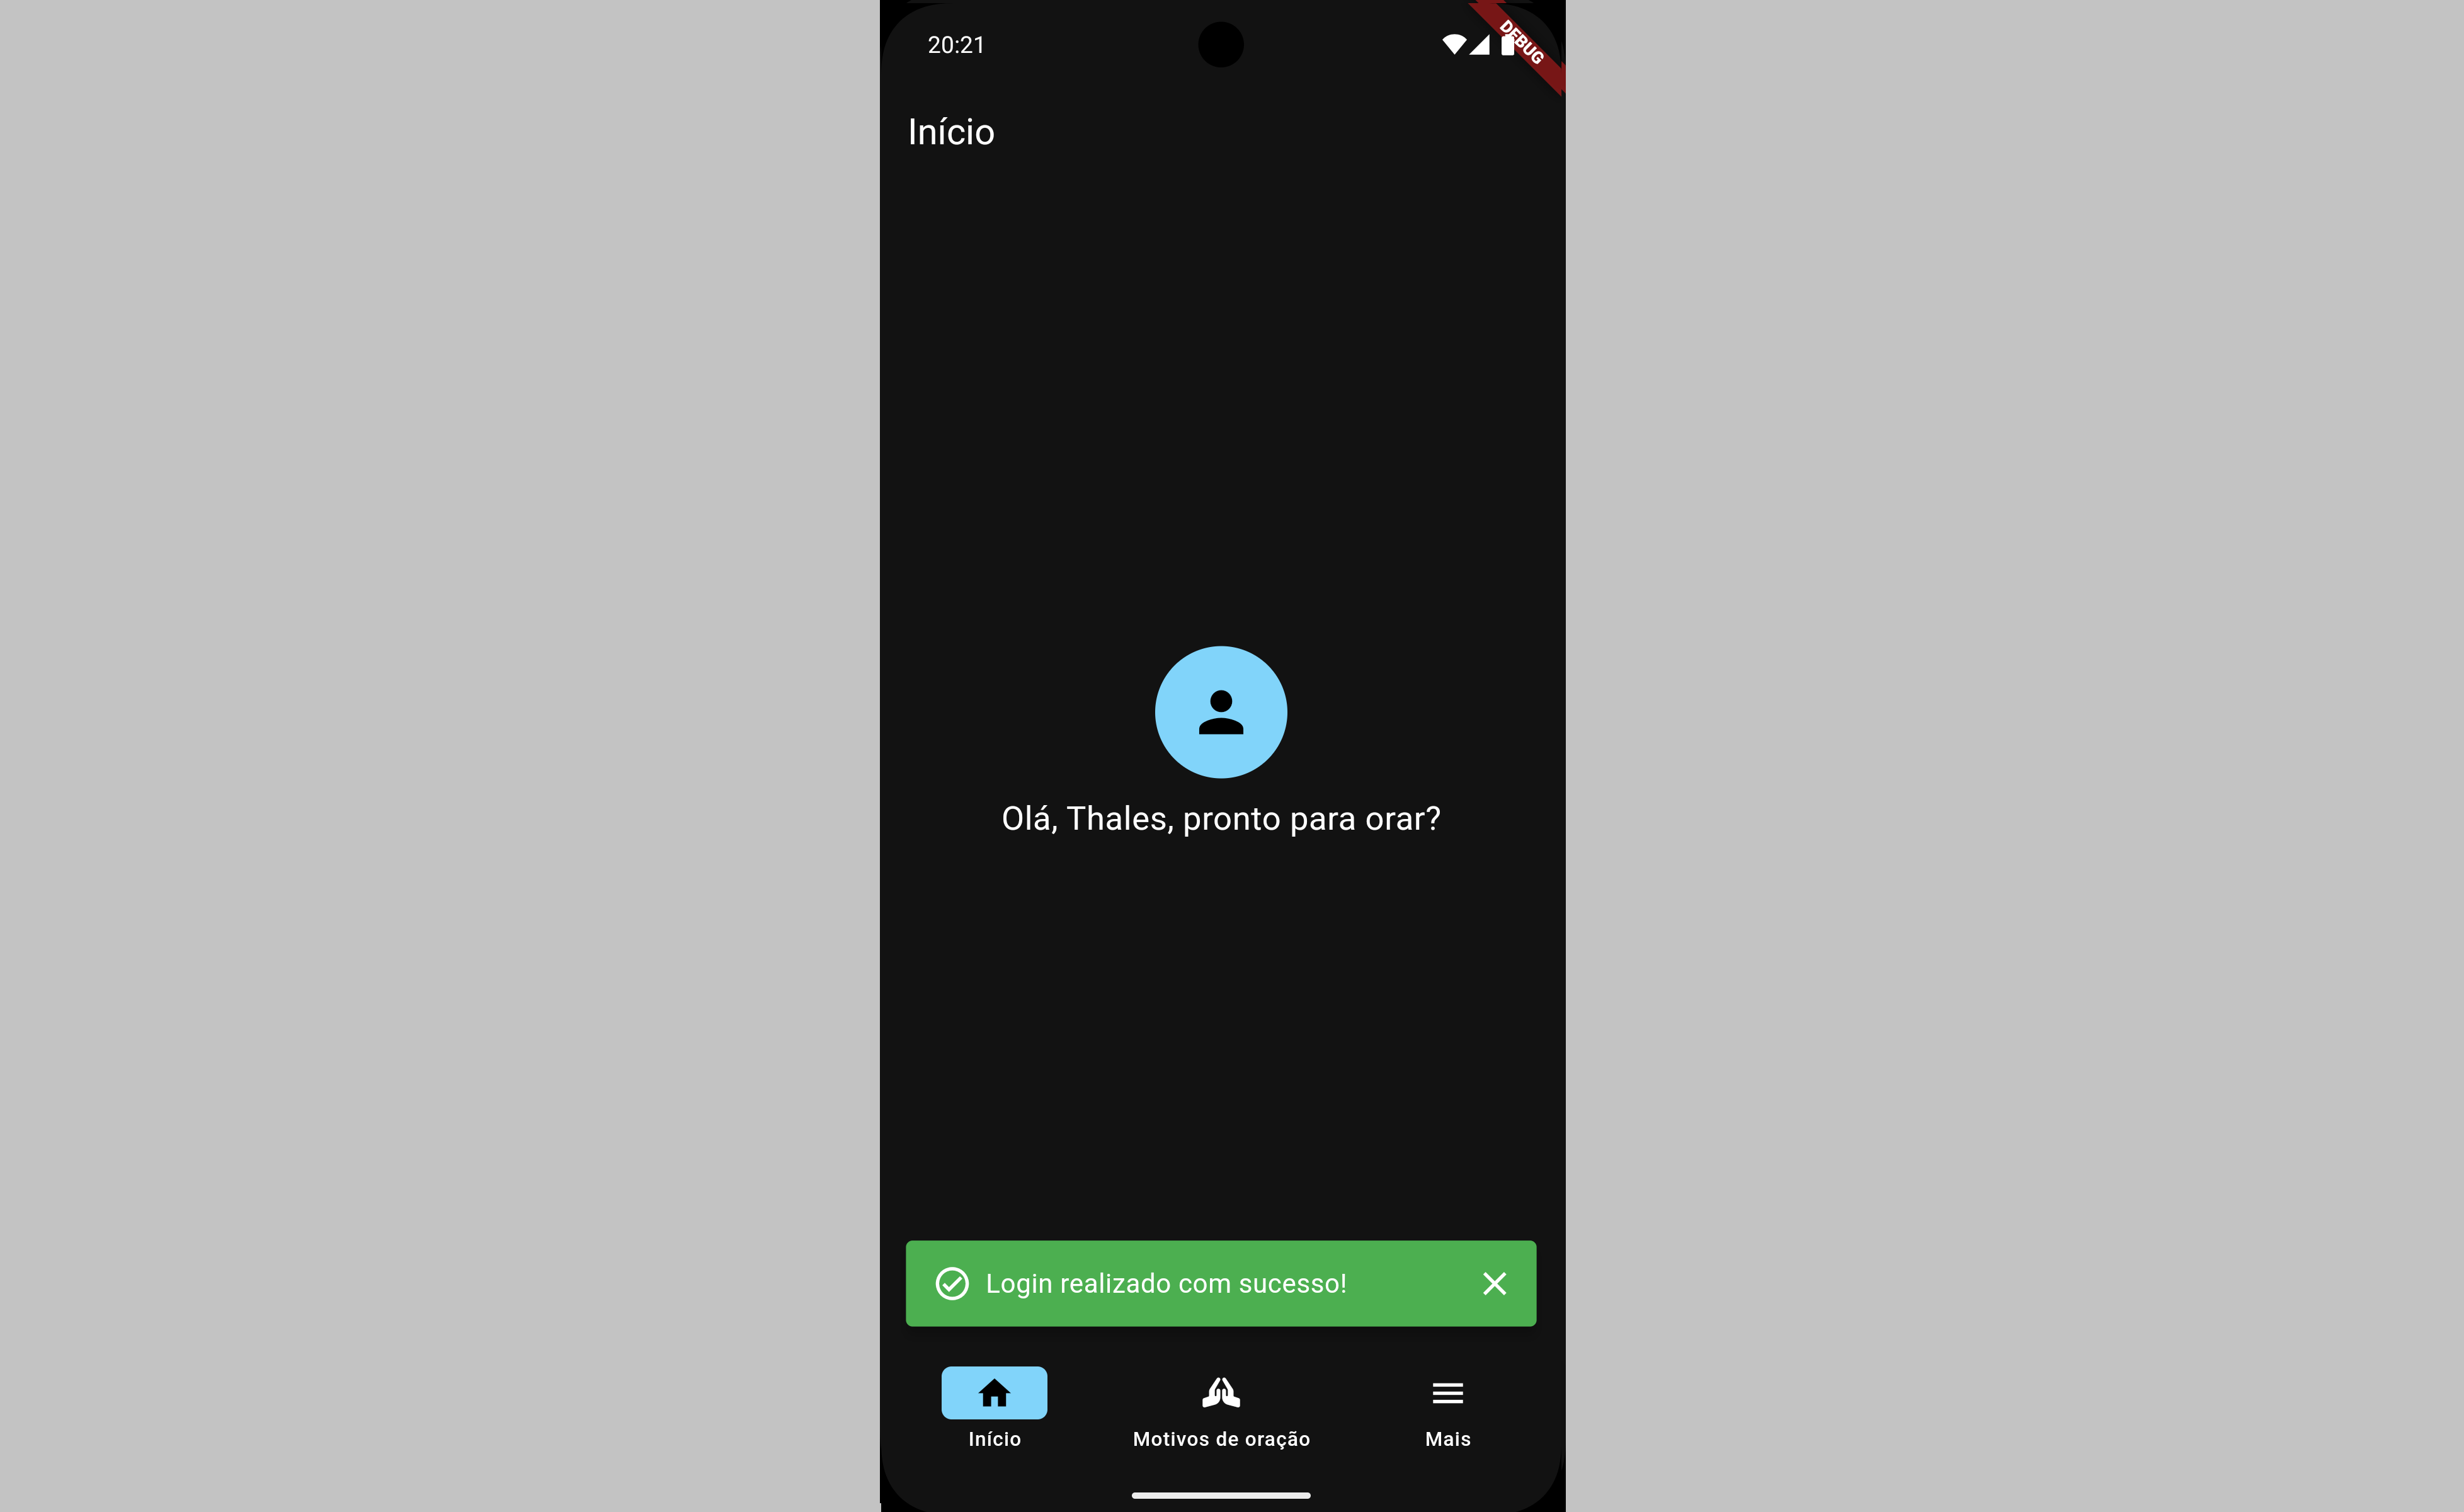 20:21
DEBUG
Início
Olá, Thales, pronto para orar?
Login realizado com sucesso!
Início
Motivos de oração
Mais